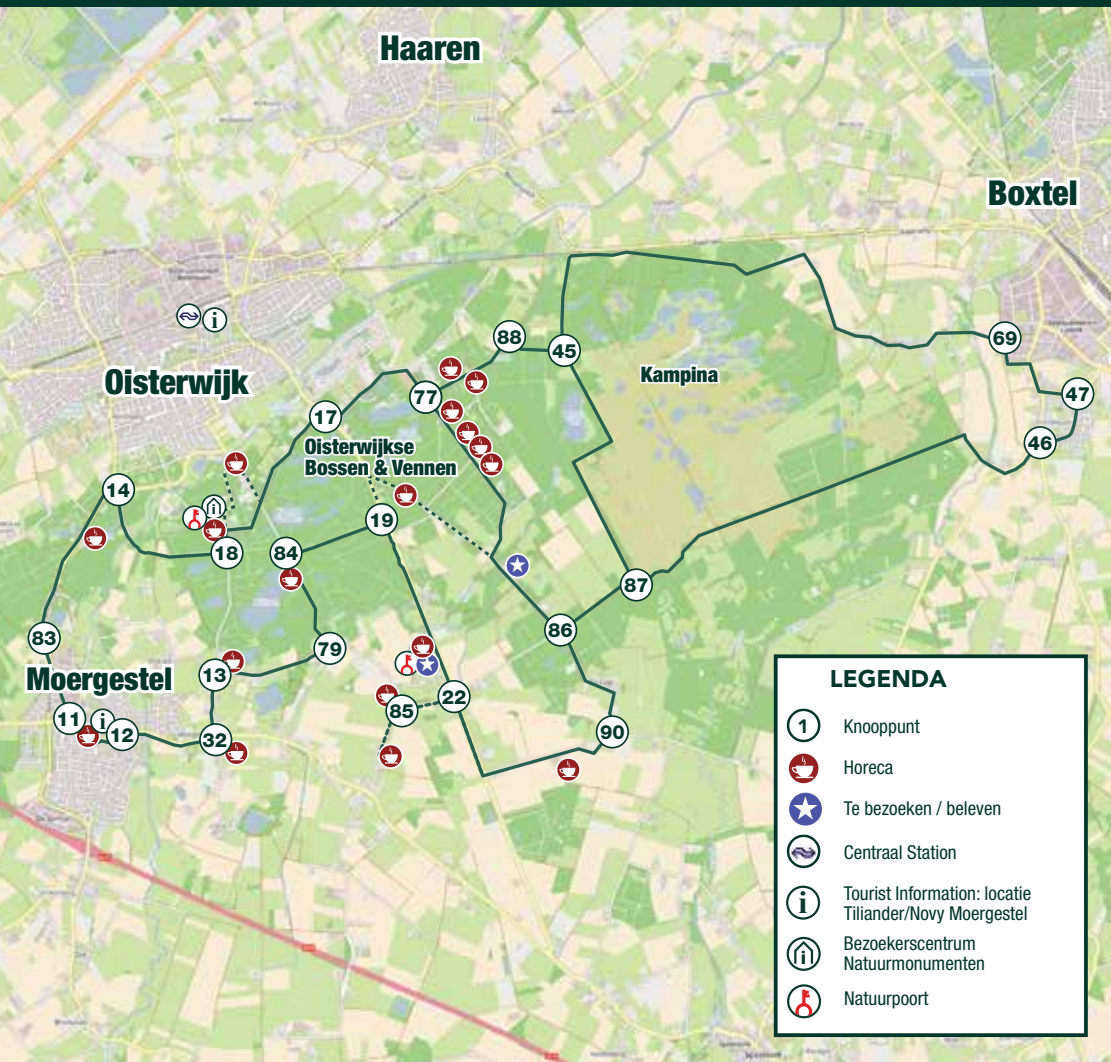 Haaren
Boxtel
88
45
69
Kampina
Oisterwijk
77
47
17
46
Oisterwijkse
Bossen & Vennen
14
19
18
84
87
86
83
79
13
Moergestel
22
85
11
12
32
90
LEGENDA
1 Knooppunt
Horeca
Te bezoeken / beleven
Centraal Station
i Tourist Information: locatie
Tiliander/Novy Moergestel
Bezoekerscentrum
Natuurmonumenten
Natuurpoort